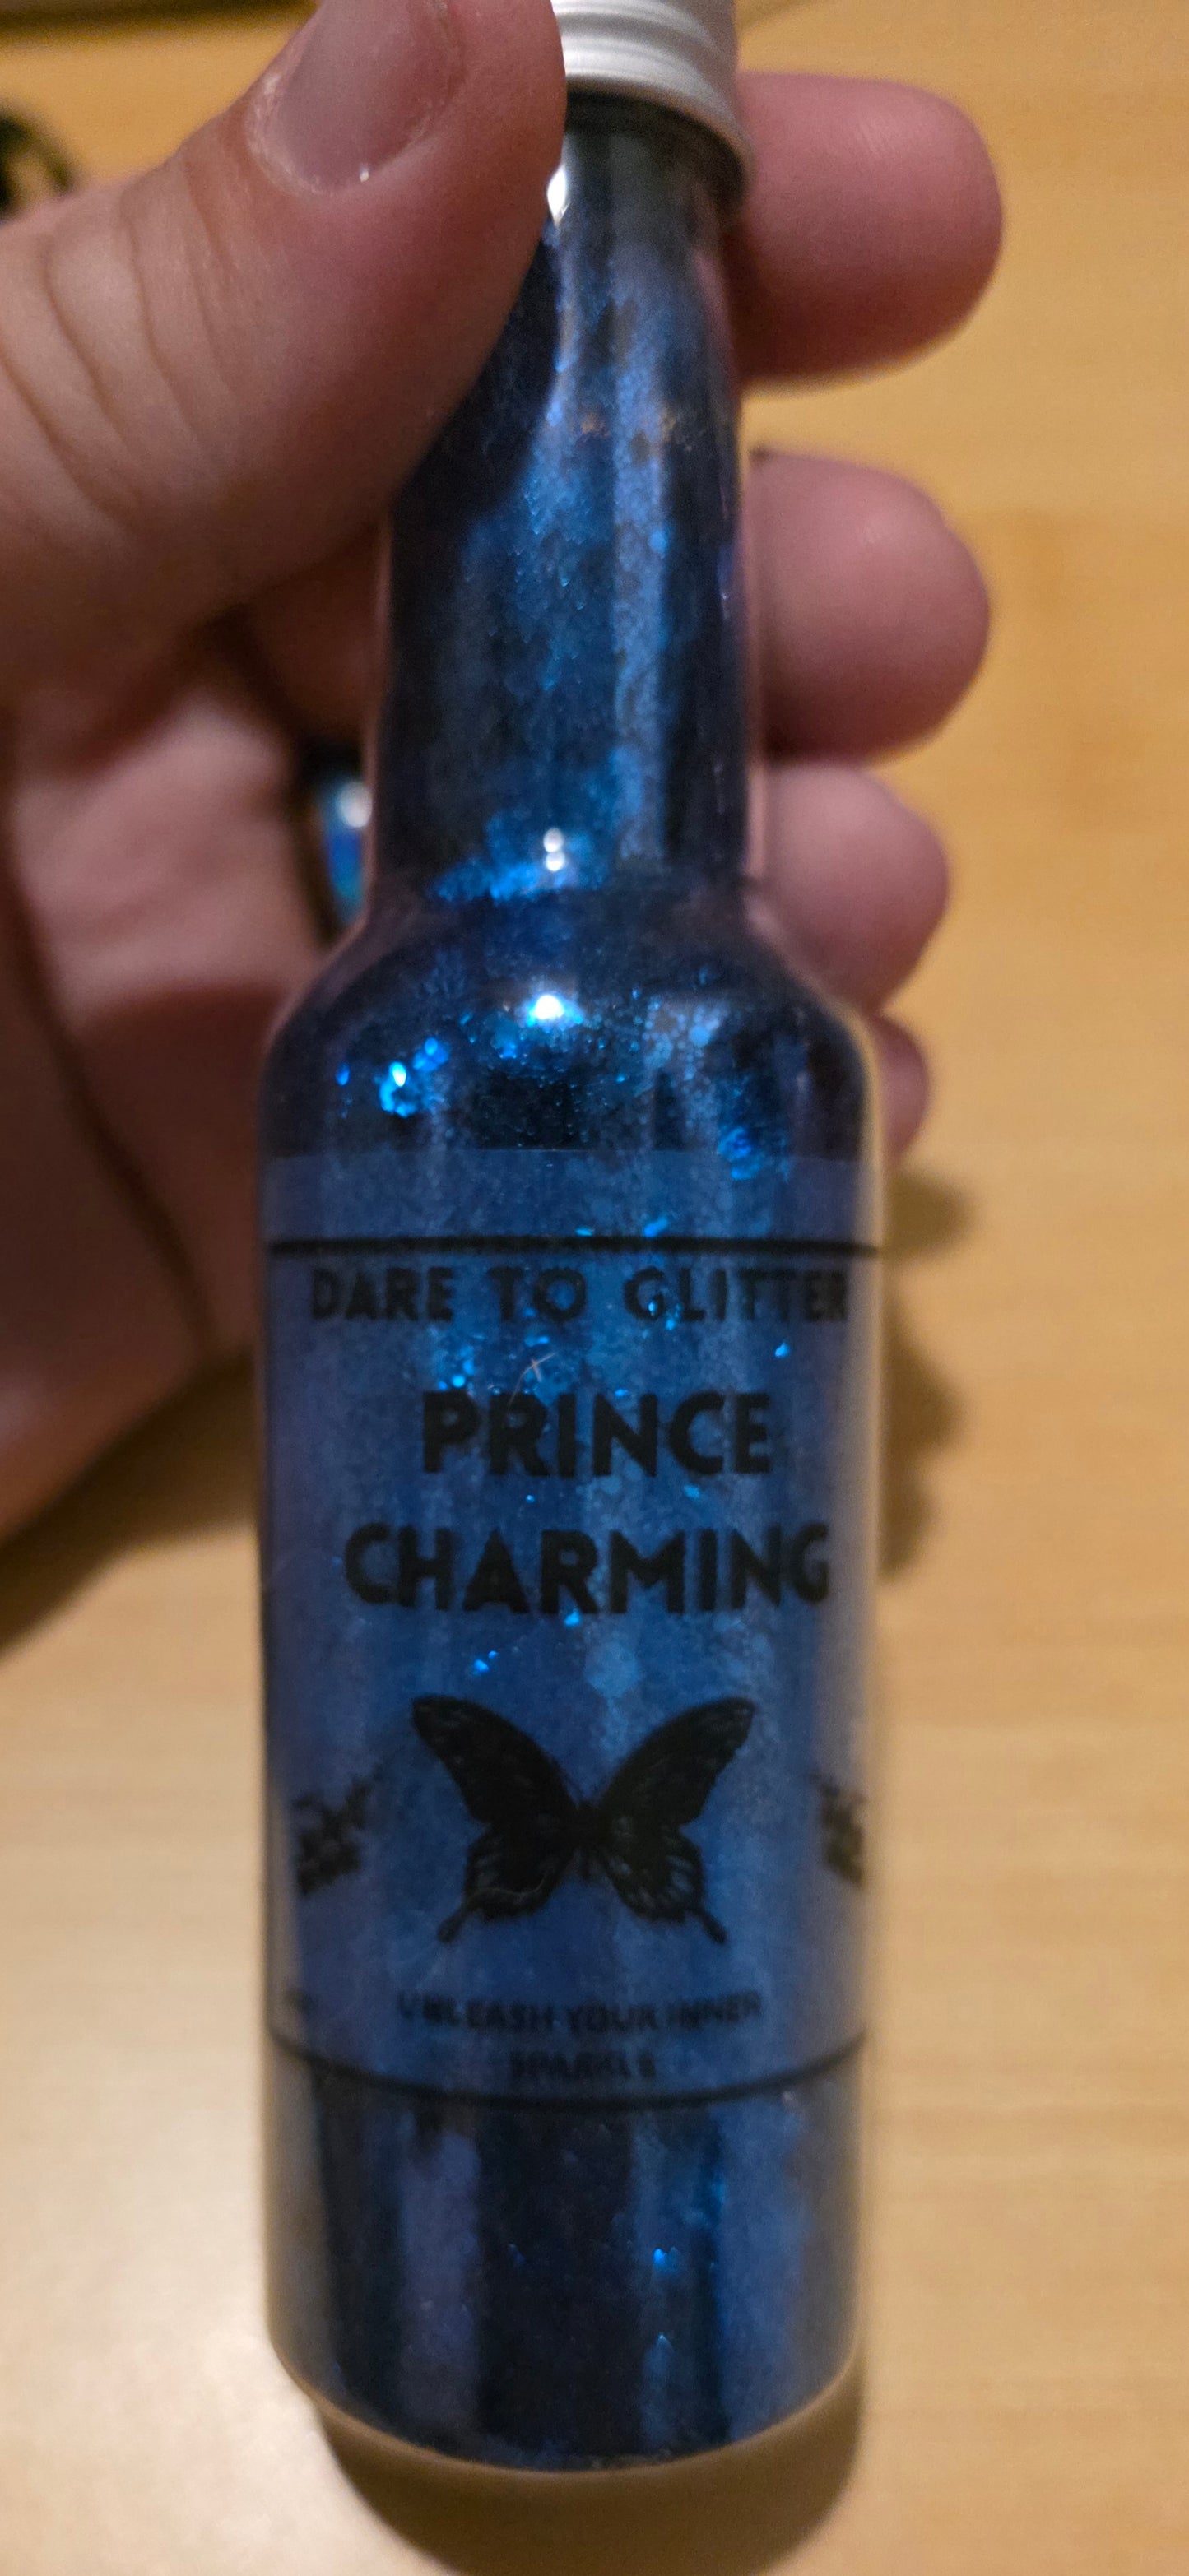 DARE TO GLITTER
PRINCE
CHARMING
UNLEASH YOUR INNER
SPARKLE